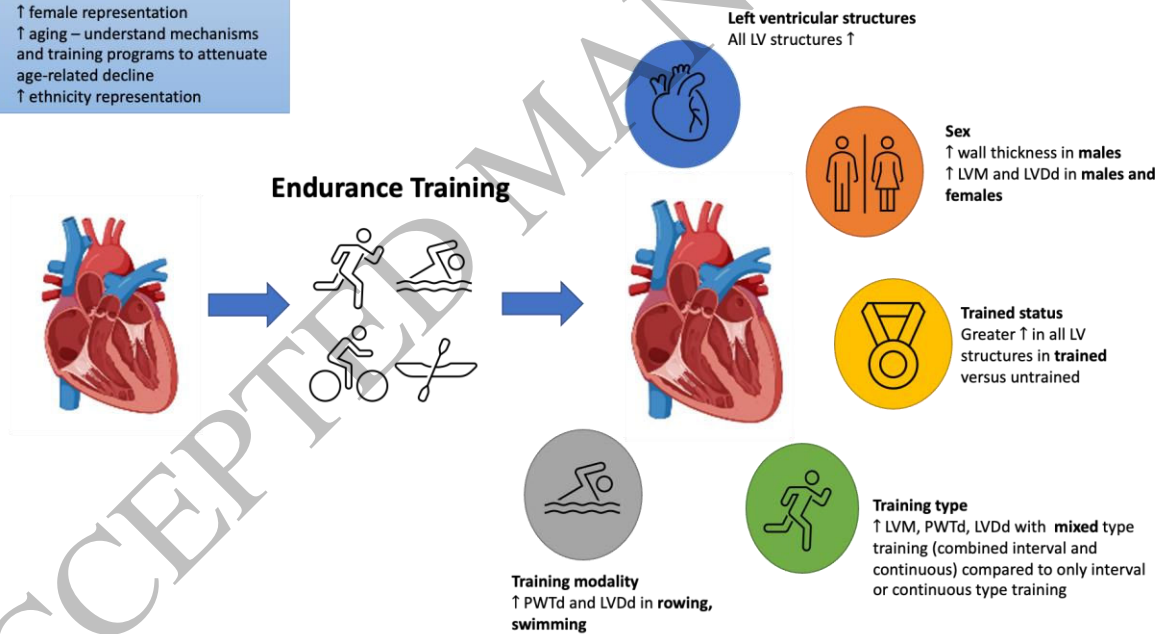 ↑ female representation
↑ aging – understand mechanisms
and training programs to attenuate
age-related decline
↑ ethnicity representation
Left ventricular structures
All LV structures ↑
Sex
↑ wall thickness in males
↑ LVM and LVDd in males and
females
Endurance Training
Trained status
Greater ↑ in all LV
structures in trained
versus untrained
Training type
↑ LVM, PWTd, LVDd with mixed type
training (combined interval and
continuous) compared to only interval
or continuous type training
Training modality
↑ PWTd and LVDd in rowing,
swimming
CCEPTED MAN